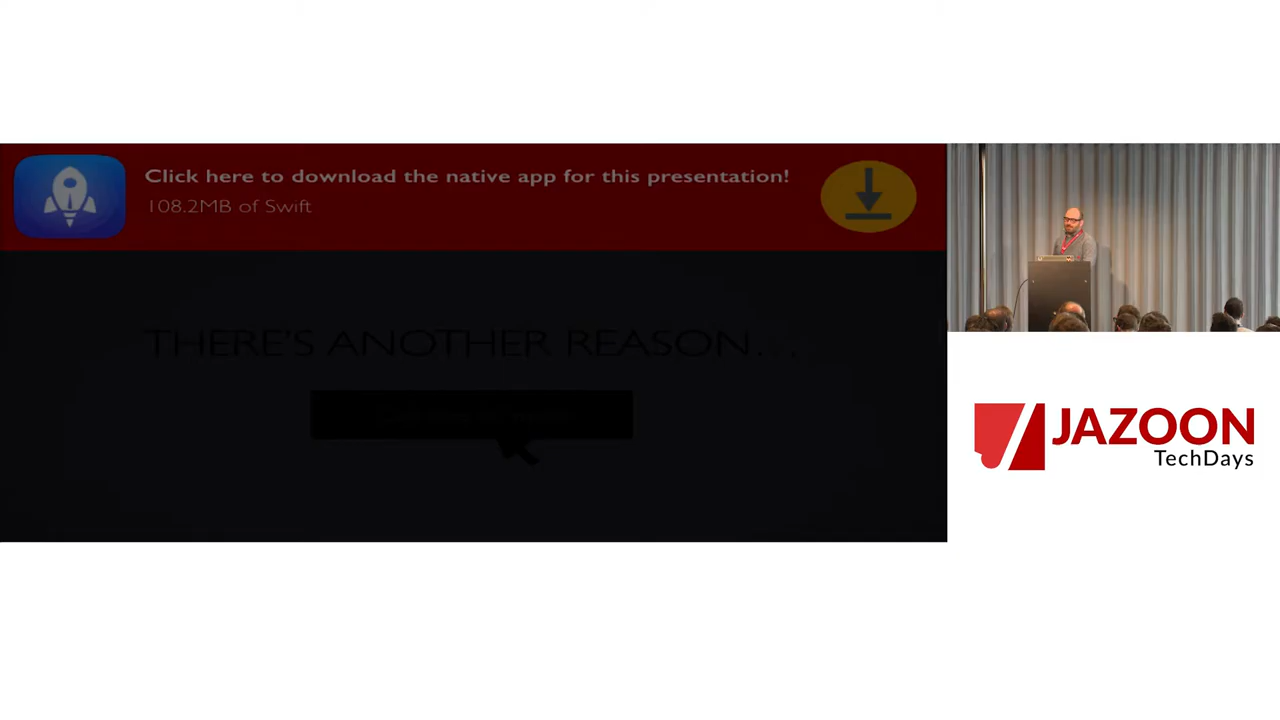 Click here to download the native app for this presentation!
108.2MB of Swift
THERE'S ANOTHER REASON...
JAZOON
TechDays